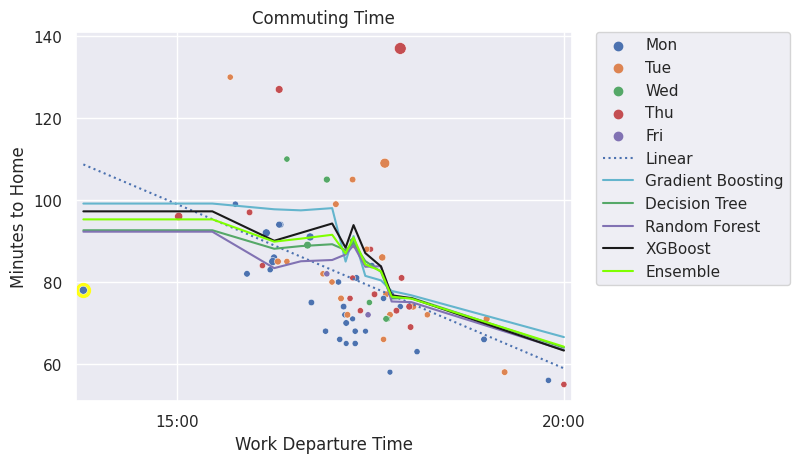 Commuting Time
Minutes to Home
140
120
100
80
60
15:00
20:00
Work Departure Time
Mon
Tue
Wed
Thu
Fri
Linear
Gradient Boosting
Decision Tree
Random Forest
XGBoost
Ensemble